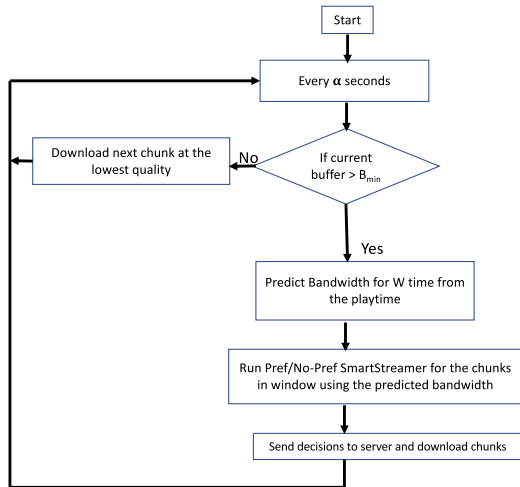 Start
Every α seconds
If current
buffer > Bmin
No
Download next chunk at the
lowest quality
Yes
Predict Bandwidth for W time from
the playtime
Run Pref/No-Pref SmartStreamer for the chunks
in window using the predicted bandwidth
Send decisions to server and download chunks